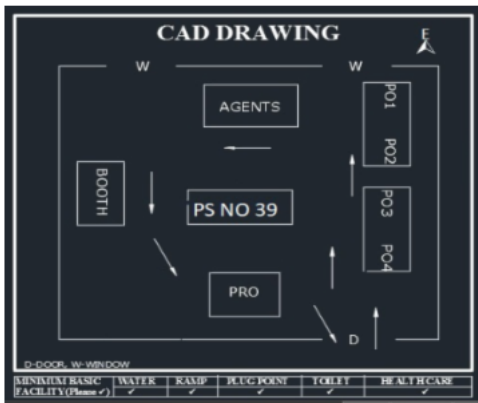 CAD DRAWING
E
W W
AGENTS
PO1
PO2
BOOTH
PS NO 39
PO3
PO4
PRO
D
D-DOOR, W-WINDOW
MINIMUM BASIC WATER RAMP PLUG POINT TOILET HEALTH CARE
FACILITY(Please ✓) ✓ ✓ ✓ ✓ ✓